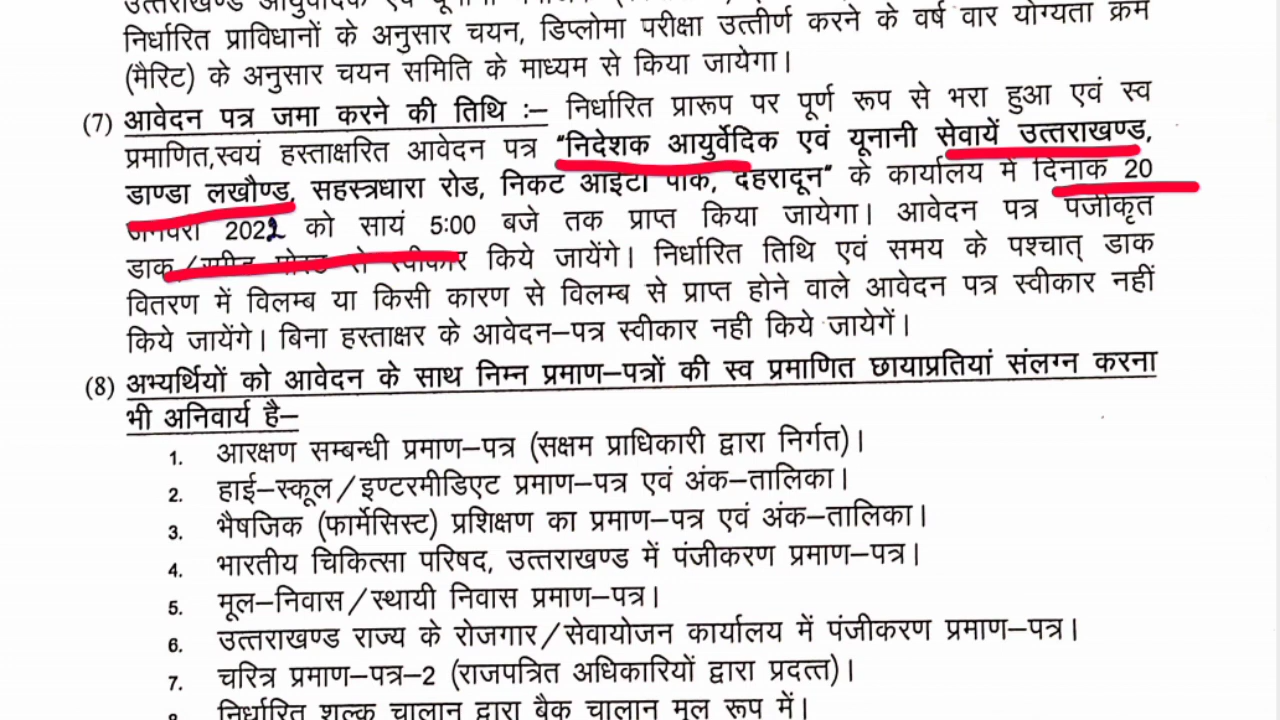 निर्धारित प्राविधानों के अनुसार चयन, डिप्लोमा परीक्षा उत्तीर्ण करने के वर्ष वार योग्यता क्रम
(मैरिट) के अनुसार चयन समिति के माध्यम से किया जायेगा।
(7) आवेदन पत्र जमा करने की तिथि :– निर्धारित प्रारूप पर पूर्ण रूप से भरा हुआ एवं स्व
प्रमाणित,स्वयं हस्ताक्षरित आवेदन पत्र "निदेशक आयुर्वेदिक एवं यूनानी सेवायें उत्तराखण्ड,
डाण्डा लखौण्ड, सहस्त्रधारा रोड, निकट आईटी पार्क, देहरादून" के कार्यालय में दिनाक 20
2022 को सायं 5:00 बजे तक प्राप्त किया जायेगा। आवेदन पत्र पंजीकृत
डाक/स्पीड पोस्ट से स्वीकार किये जायेंगे। निर्धारित तिथि एवं समय के पश्चात् डाक
वितरण में विलम्ब या किसी कारण से विलम्ब से प्राप्त होने वाले आवेदन पत्र स्वीकार नहीं
किये जायेंगे। बिना हस्ताक्षर के आवेदन–पत्र स्वीकार नही किये जायेगें।
(8) अभ्यर्थियों को आवेदन के साथ निम्न प्रमाण–पत्रों की स्व प्रमाणित छायाप्रतियां संलग्न करना
भी अनिवार्य है–
1. आरक्षण सम्बन्धी प्रमाण–पत्र (सक्षम प्राधिकारी द्वारा निर्गत)।
2. हाई–स्कूल/इण्टरमीडिएट प्रमाण–पत्र एवं अंक–तालिका।
3. भैषजिक (फार्मेसिस्ट) प्रशिक्षण का प्रमाण–पत्र एवं अंक–तालिका।
4. भारतीय चिकित्सा परिषद, उत्तराखण्ड में पंजीकरण प्रमाण–पत्र।
5. मूल–निवास/स्थायी निवास प्रमाण–पत्र।
6. उत्तराखण्ड राज्य के रोजगार/सेवायोजन कार्यालय में पंजीकरण प्रमाण–पत्र।
7. चरित्र प्रमाण–पत्र–2 (राजपत्रित अधिकारियों द्वारा प्रदत्त)।
8. निर्धारित शुल्क चालान द्वारा बैंक चालान मूल रूप में।